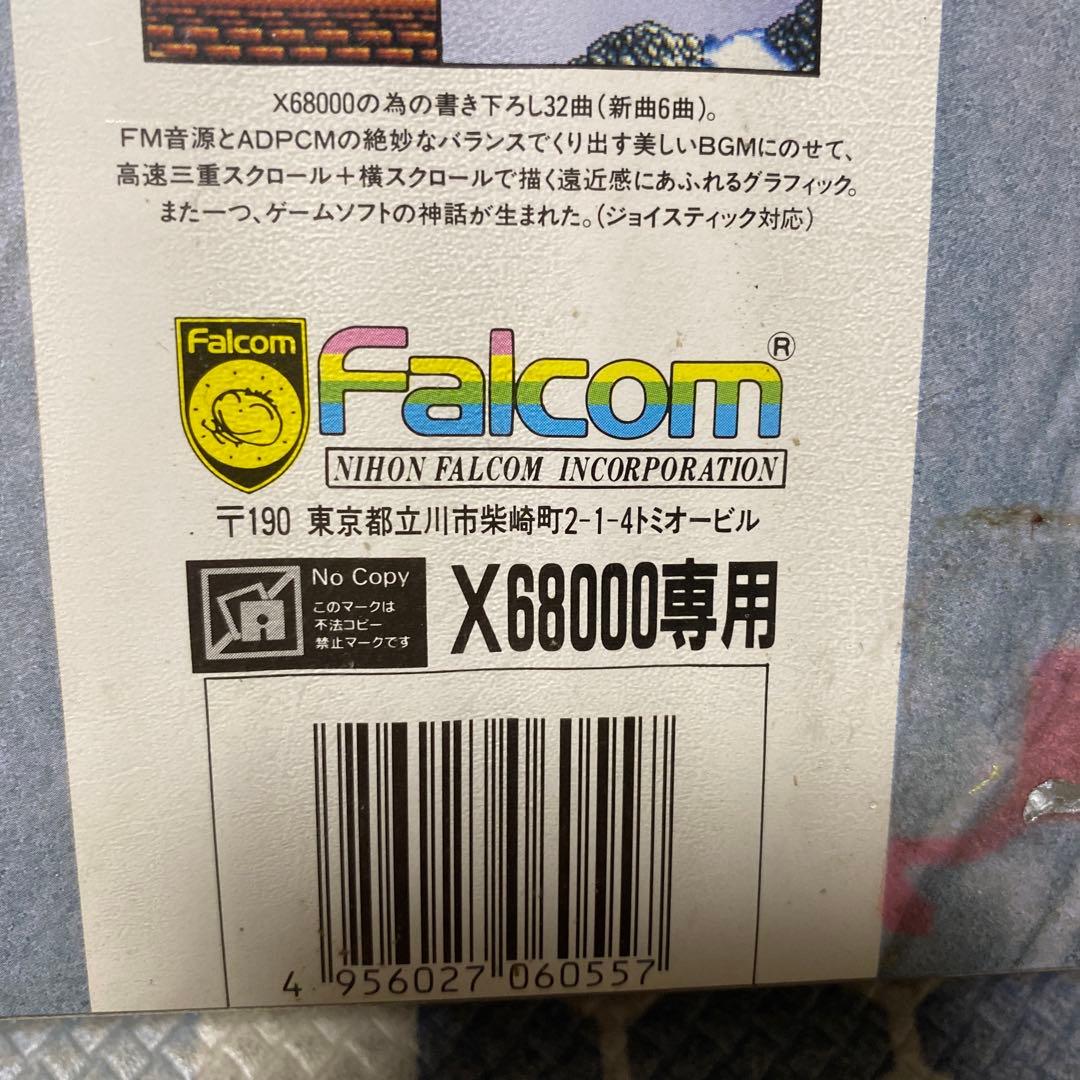 X68000の為の書き下ろし32曲(新曲6曲)。
FM音源とADPCMの絶妙なバランスでくり出す美しいBGMにのせて、
高速三重スクロール+横スクロールで描く遠近感にあふれるグラフィック。
また一つ、ゲームソフトの神話が生まれた。(ジョイスティック対応)
Falcom
Falcom®
NIHON FALCOM INCORPORATION
〒190 東京都立川市柴崎町2-1-4トミオービル
No Copy
このマークは
不法コピー
禁止マークです
X68000専用
4 956027 060557